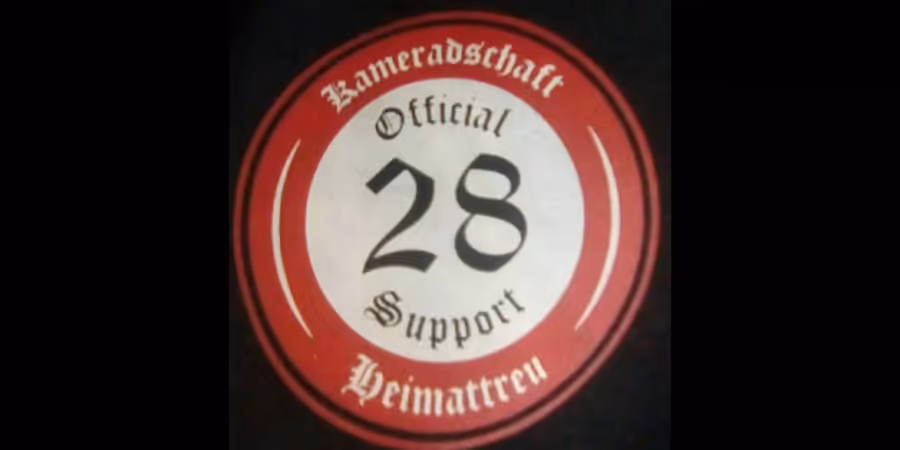 Kameradschaft
Official
28
Support
Heimattreu